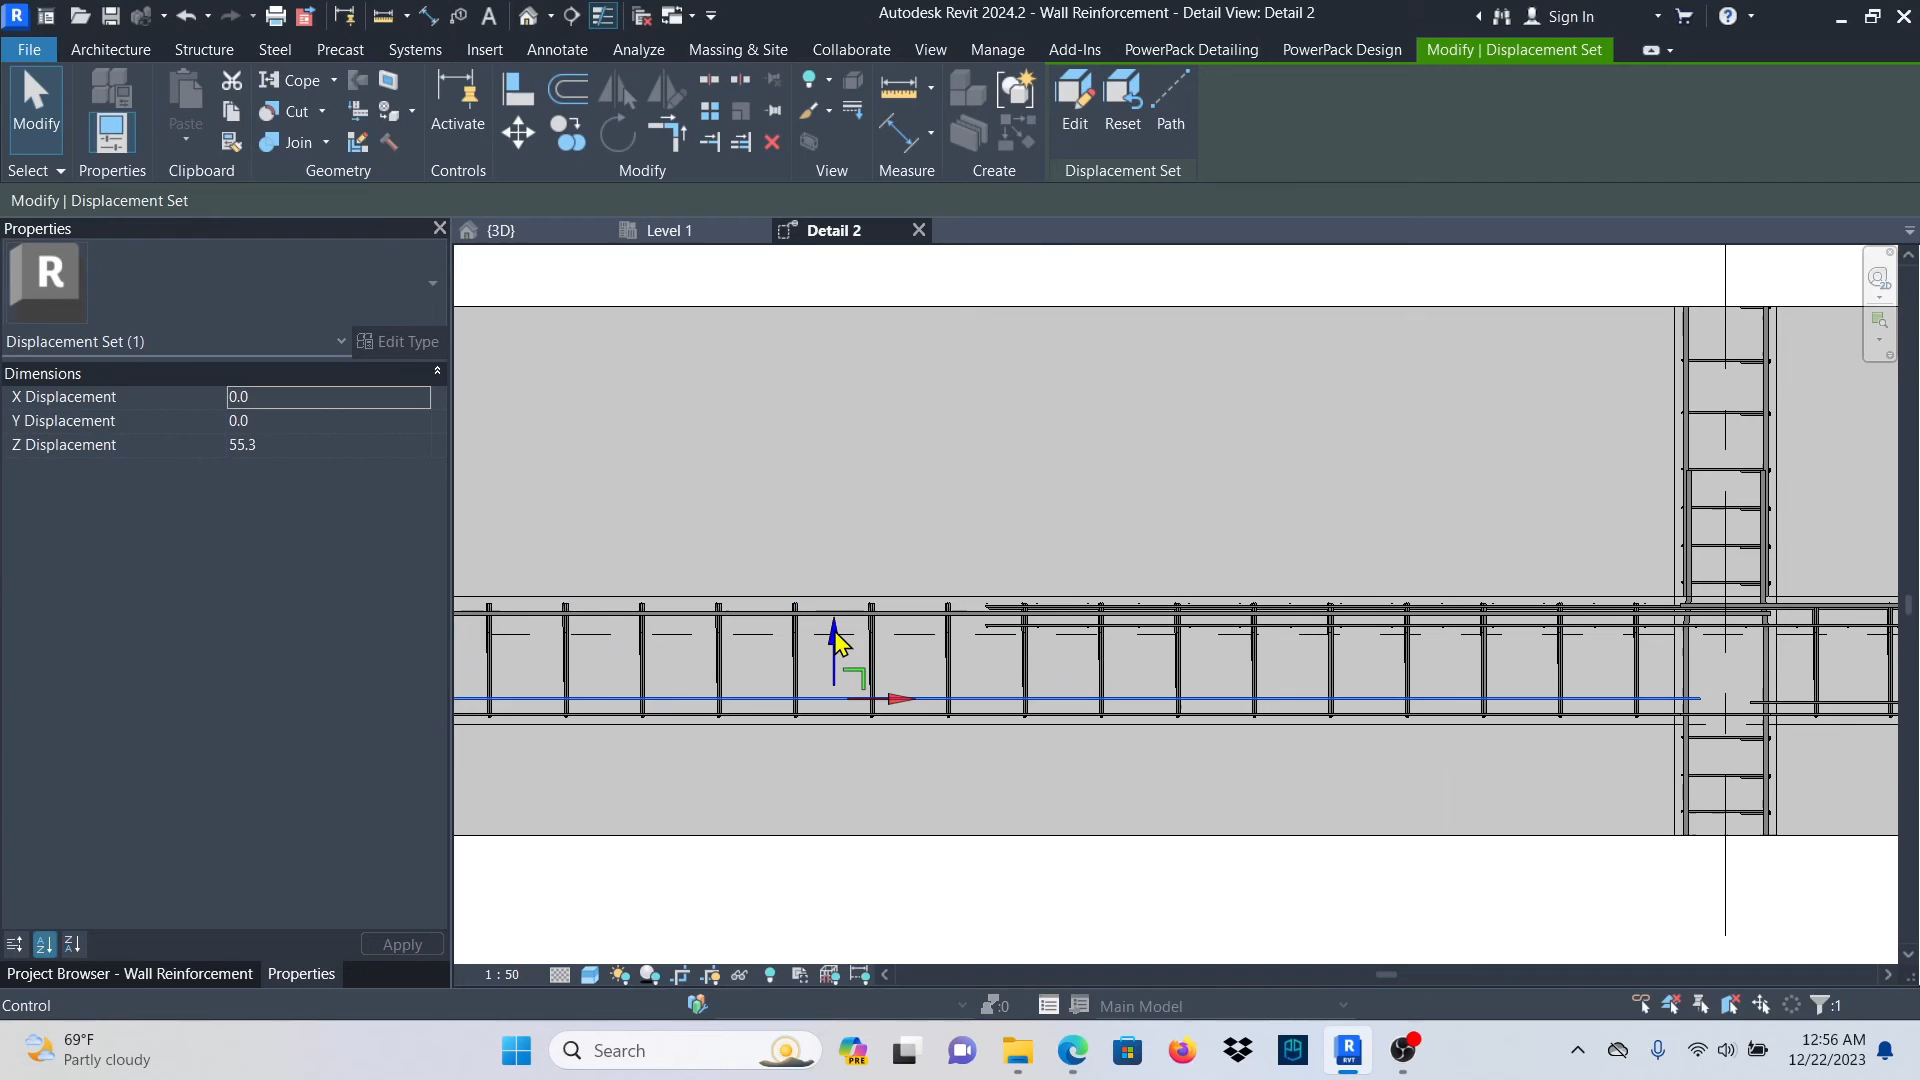 Autodesk Revit 2024.2 - Wall Reinforcement - Detail View: Detail 2
Sign In
File Architecture Structure Steel Precast Systems Insert Annotate Analyze Massing & Site Collaborate View Manage Add-Ins PowerPack Detailing PowerPack Design Modify | Displacement Set
Modify
Paste
Cope
Cut
Join
Activate
Edit Reset Path
Select Properties Clipboard Geometry Controls Modify View Measure Create Displacement Set
Modify | Displacement Set
Properties
{3D} Level 1 Detail 2
R
Displacement Set (1) Edit Type
Dimensions
X Displacement 0.0
Y Displacement 0.0
Z Displacement 55.3
2D
Apply
Project Browser - Wall Reinforcement Properties
1 : 50
Control
:0
Main Model
:1
69°F
Partly cloudy
Search
PRE
R
RVT
12:56 AM
12/22/2023